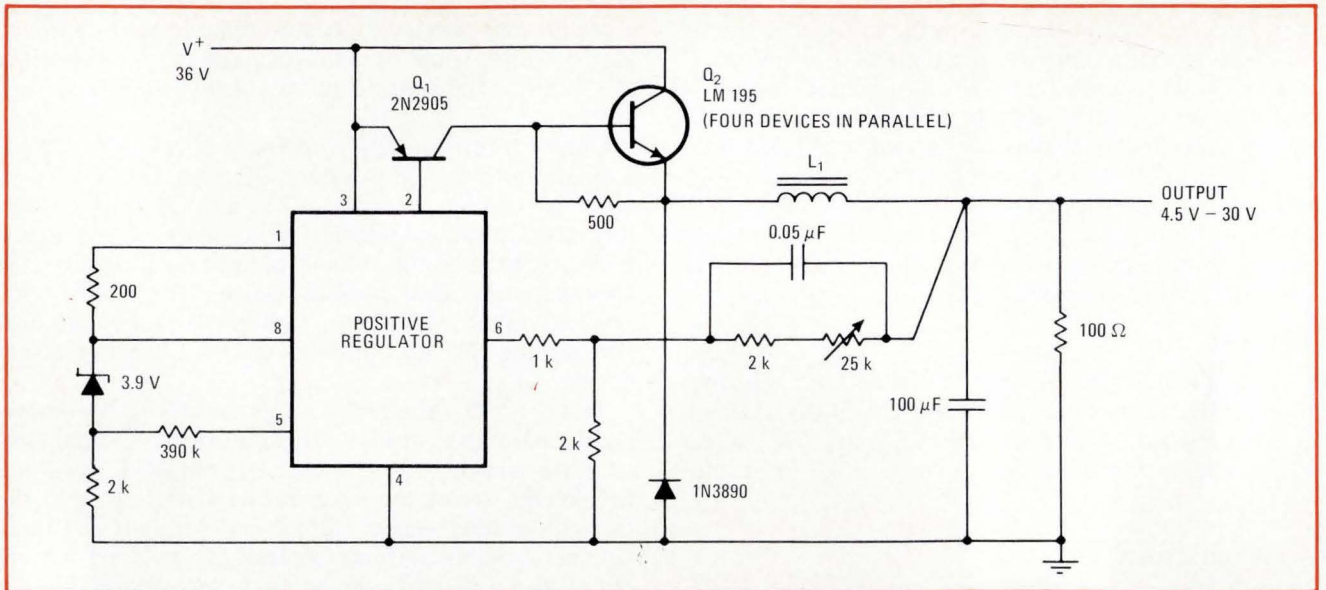 V+
36 V
Q1
2N2905
Q2
LM 195
(FOUR DEVICES IN PARALLEL)
L1
OUTPUT
4.5 V – 30 V
3
2
500
0.05 µF
1
200
8
POSITIVE
REGULATOR
6
1 k
2 k
25 k
100 Ω
3.9 V
100 µF
5
390 k
2 k
2 k
4
1N3890